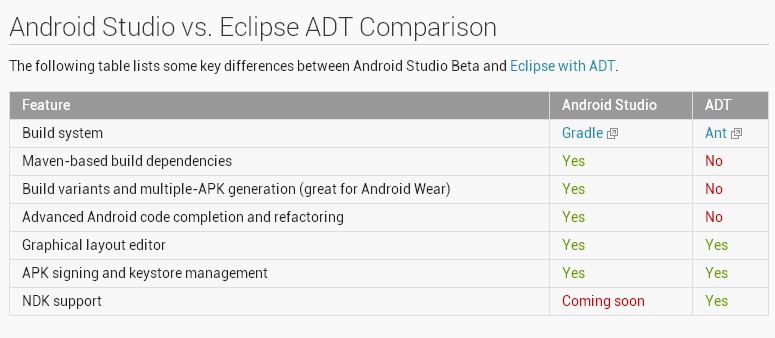 Android Studio vs. Eclipse ADT Comparison
The following table lists some key differences between Android Studio Beta and Eclipse with ADT.
Feature Android Studio ADT
Build system Gradle Ant
Maven-based build dependencies Yes No
Build variants and multiple-APK generation (great for Android Wear) Yes No
Advanced Android code completion and refactoring Yes No
Graphical layout editor Yes Yes
APK signing and keystore management Yes Yes
NDK support Coming soon Yes